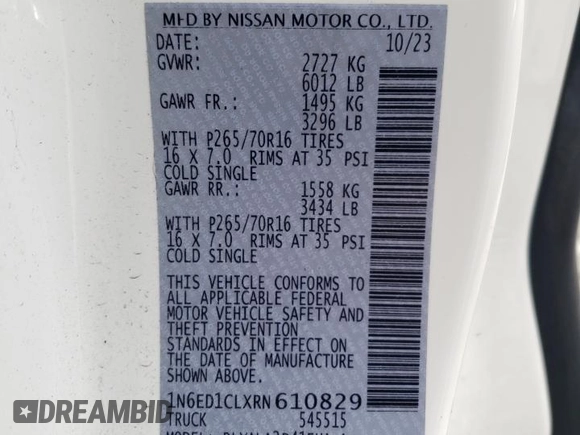 MFD BY NISSAN MOTOR CO., LTD.
DATE: 10/23
GVWR: 2727 KG
6012 LB
GAWR FR.: 1495 KG
3296 LB
WITH P265/70R16 TIRES
16 X 7.0 RIMS AT 35 PSI
COLD SINGLE
GAWR RR.: 1558 KG
3434 LB
WITH P265/70R16 TIRES
16 X 7.0 RIMS AT 35 PSI
COLD SINGLE
THIS VEHICLE CONFORMS TO
ALL APPLICABLE FEDERAL
MOTOR VEHICLE SAFETY AND
THEFT PREVENTION
STANDARDS IN EFFECT ON
THE DATE OF MANUFACTURE
SHOWN ABOVE.
1N6ED1CLXRN610829
TRUCK 545515
EPICVIN
DATA DRIVEN